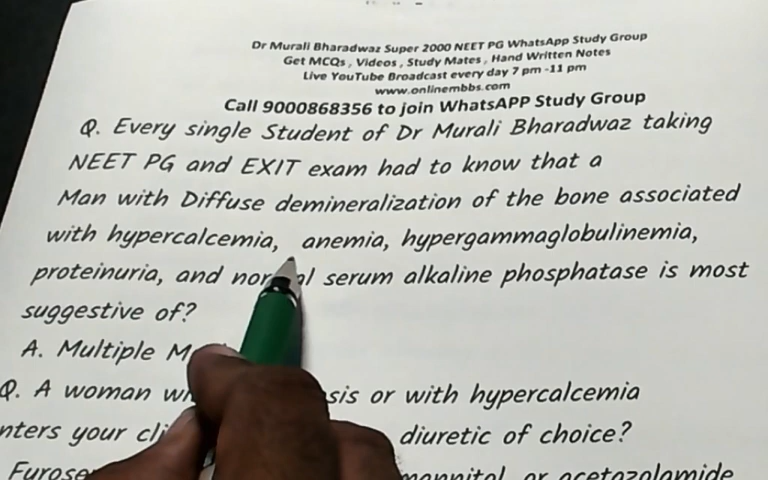 Dr Murali Bharadwaz Super 2000 NEET PG WhatsApp Study Group
Get MCQs , Videos , Study Mates , Hand Written Notes
Live YouTube Broadcast every day 7 pm -11 pm
www.onlinembbs.com
Call 9000868356 to join WhatsAPP Study Group
Q. Every single Student of Dr Murali Bharadwaz taking
NEET PG and EXIT exam had to know that a
Man with Diffuse demineralization of the bone associated
with hypercalcemia, anemia, hypergammaglobulinemia,
proteinuria, and normal serum alkaline phosphatase is most
suggestive of?
A. Multiple
Q. A woman or with hypercalcemia
your diuretic of choice?
mannitol or acetazolamide